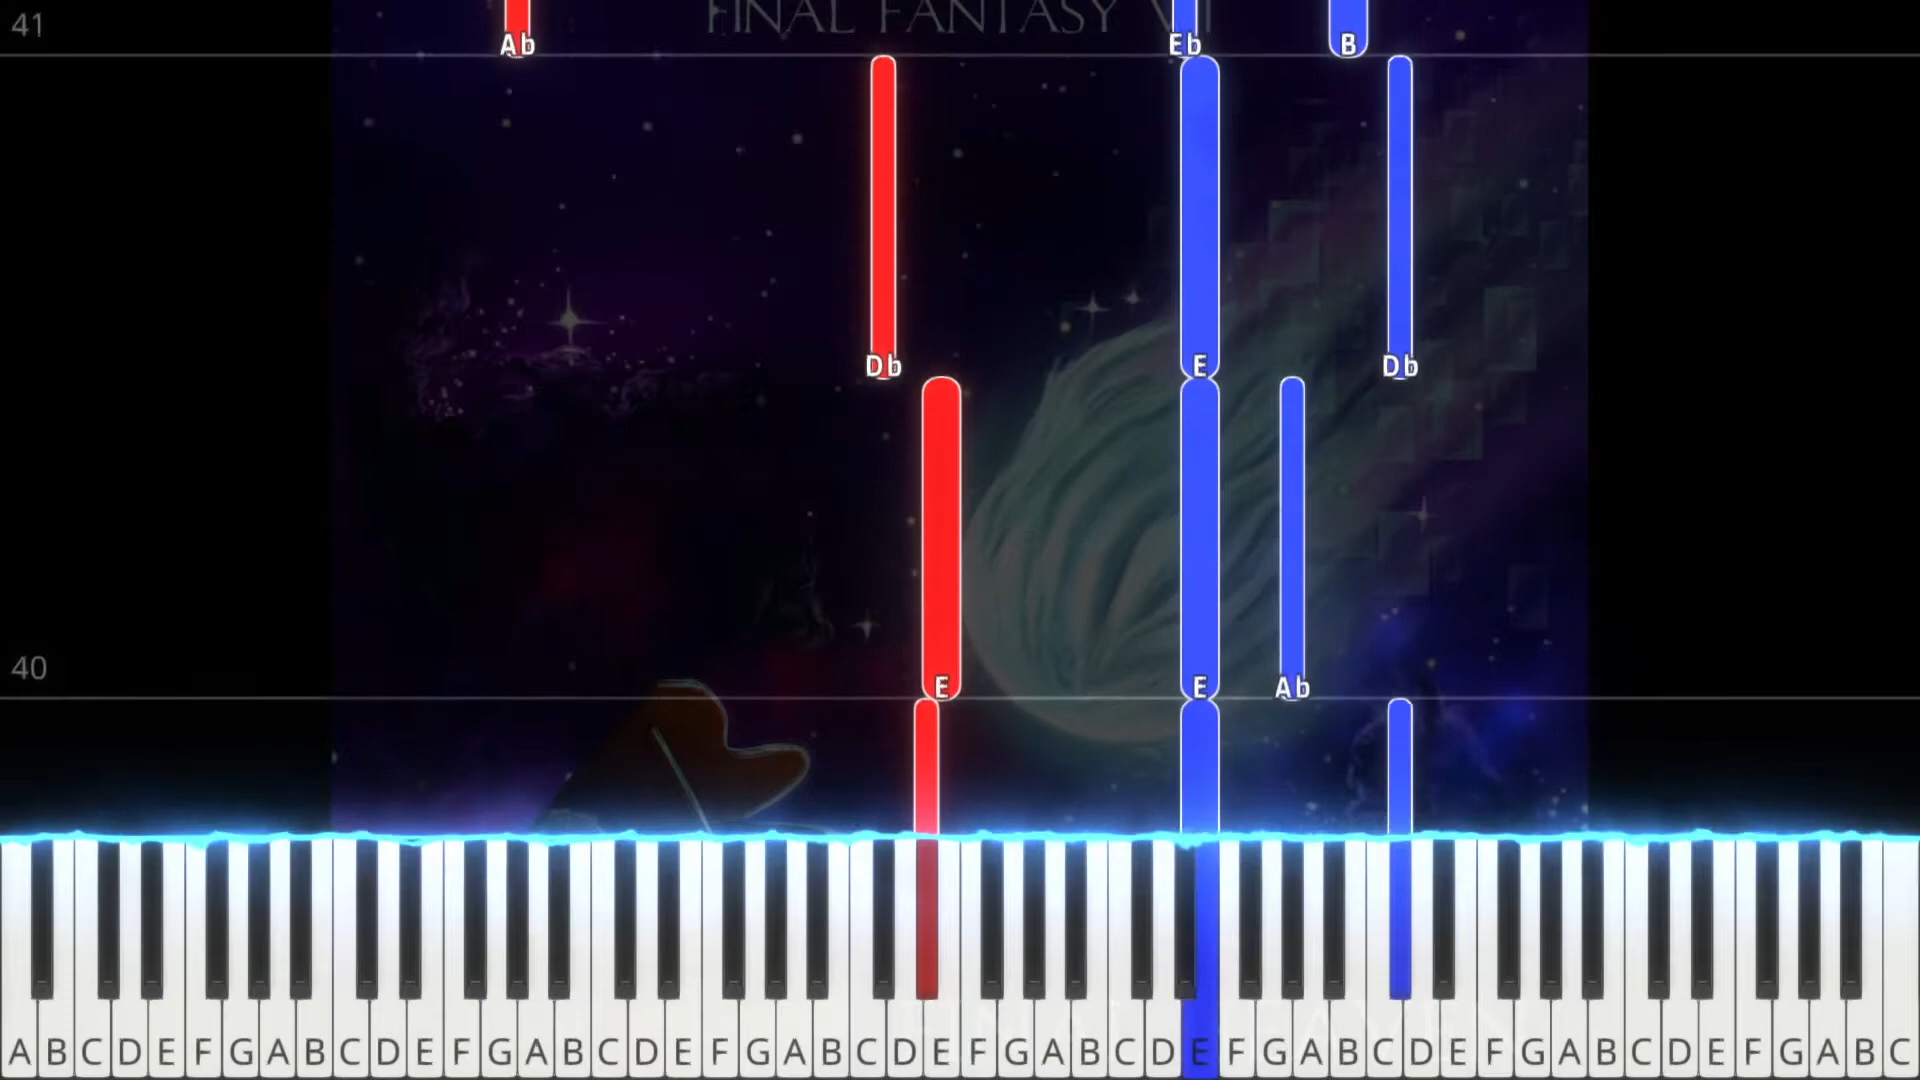 41
FINAL FANTASY VII
Ab
Eb
B
Db
E
Db
40
E
E
Ab
A B C D E F G A B C D E F G A B C D E F G A B C D E F G A B C D E F G A B C D E F G A B C D E F G A B C